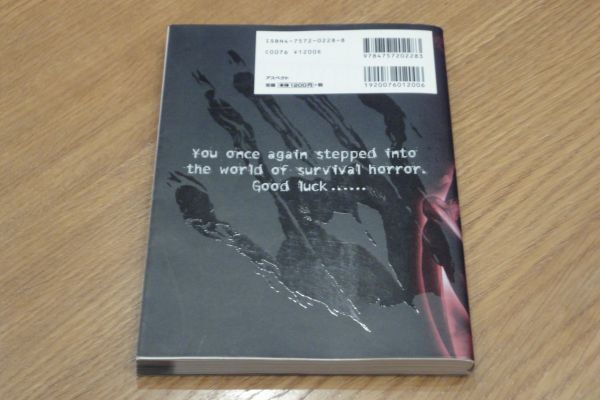 ISBN4-7572-0228-8
C0076 ¥1200E
9784757202283
アスペクト
定価 本体1200円 +税
1920076012006
You once again stepped into
the world of survival horror.
Good luck......